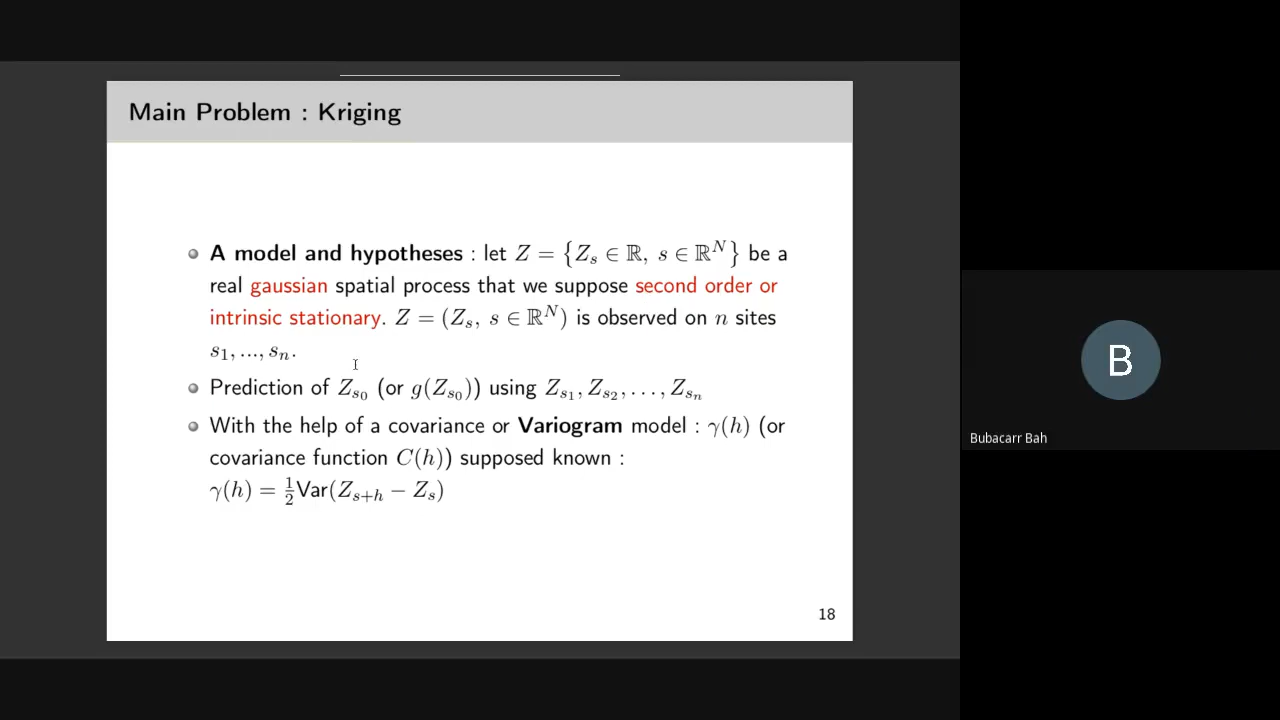 Main Problem : Kriging
A model and hypotheses : let Z = {Z_s ∈ ℝ, s ∈ ℝ^N} be a
real gaussian spatial process that we suppose second order or
intrinsic stationary. Z = (Z_s, s ∈ ℝ^N) is observed on n sites
s_1, ..., s_n.
Prediction of Z_{s_0} (or g(Z_{s_0})) using Z_{s_1}, Z_{s_2}, . . . , Z_{s_n}
With the help of a covariance or Variogram model : γ(h) (or
covariance function C(h)) supposed known :
γ(h) = 1/2 Var(Z_{s+h} − Z_s)
18
B
Bubacarr Bah